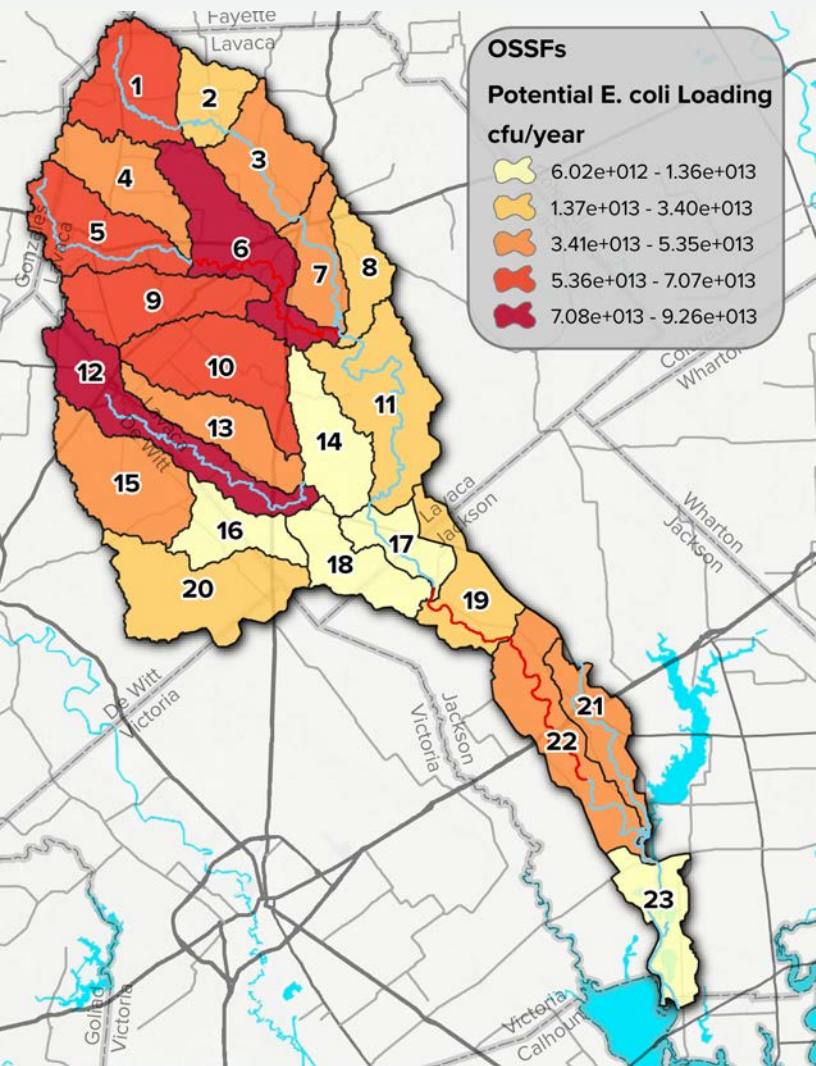 Fayette
Lavaca
OSSFs
Potential E. coli Loading
cfu/year
6.02e+012 - 1.36e+013
1.37e+013 - 3.40e+013
3.41e+013 - 5.35e+013
5.36e+013 - 7.07e+013
7.08e+013 - 9.26e+013
1
2
3
4
5
6
7
8
Gonzales
Lavaca
9
10
11
12
13
14
15
16
17
18
19
20
21
22
23
Lavaca
De Witt
Wharton
Lavaca
Jackson
Wharton
Jackson
De Witt
Victoria
Jackson
Victoria
Goliad
Victoria
Victoria
Calhoun